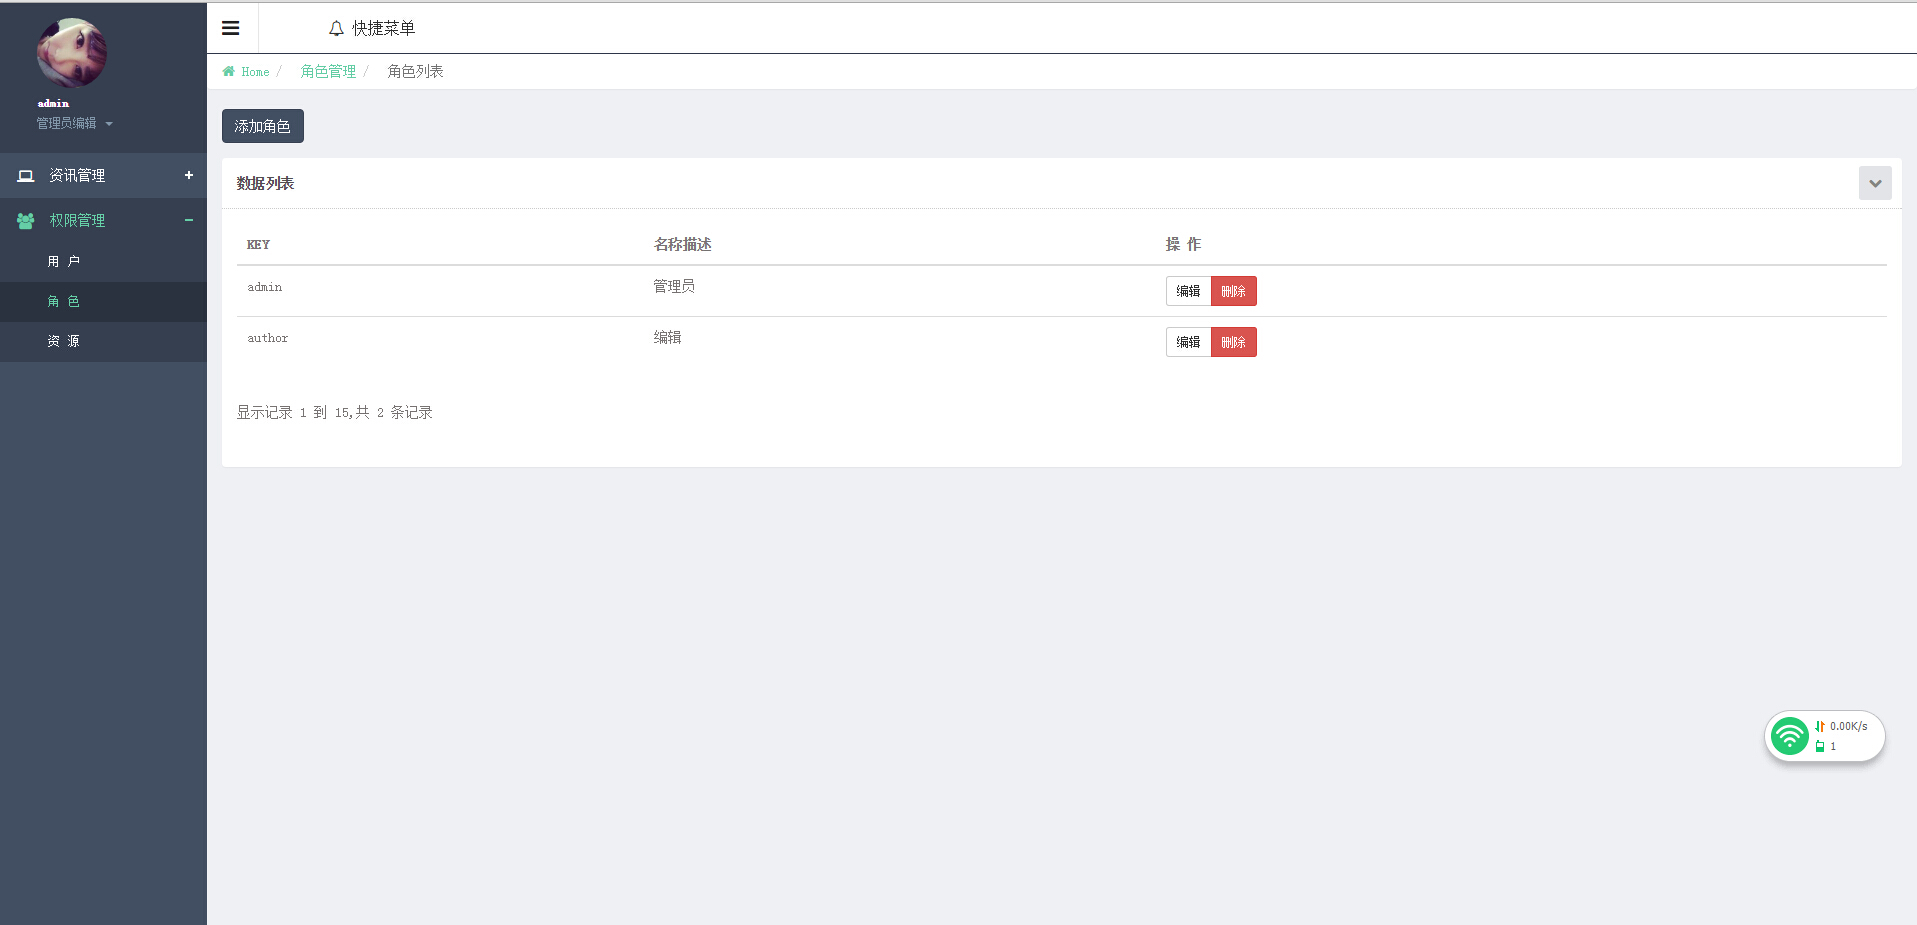 快捷菜单
admin
管理员编辑
资讯管理
权限管理
用 户
角 色
资 源
Home / 角色管理 / 角色列表
添加角色
数据列表
KEY 名称描述 操 作
admin 管理员 编辑 删除
author 编辑 编辑 删除
显示记录 1 到 15,共 2 条记录
0.00K/s
1